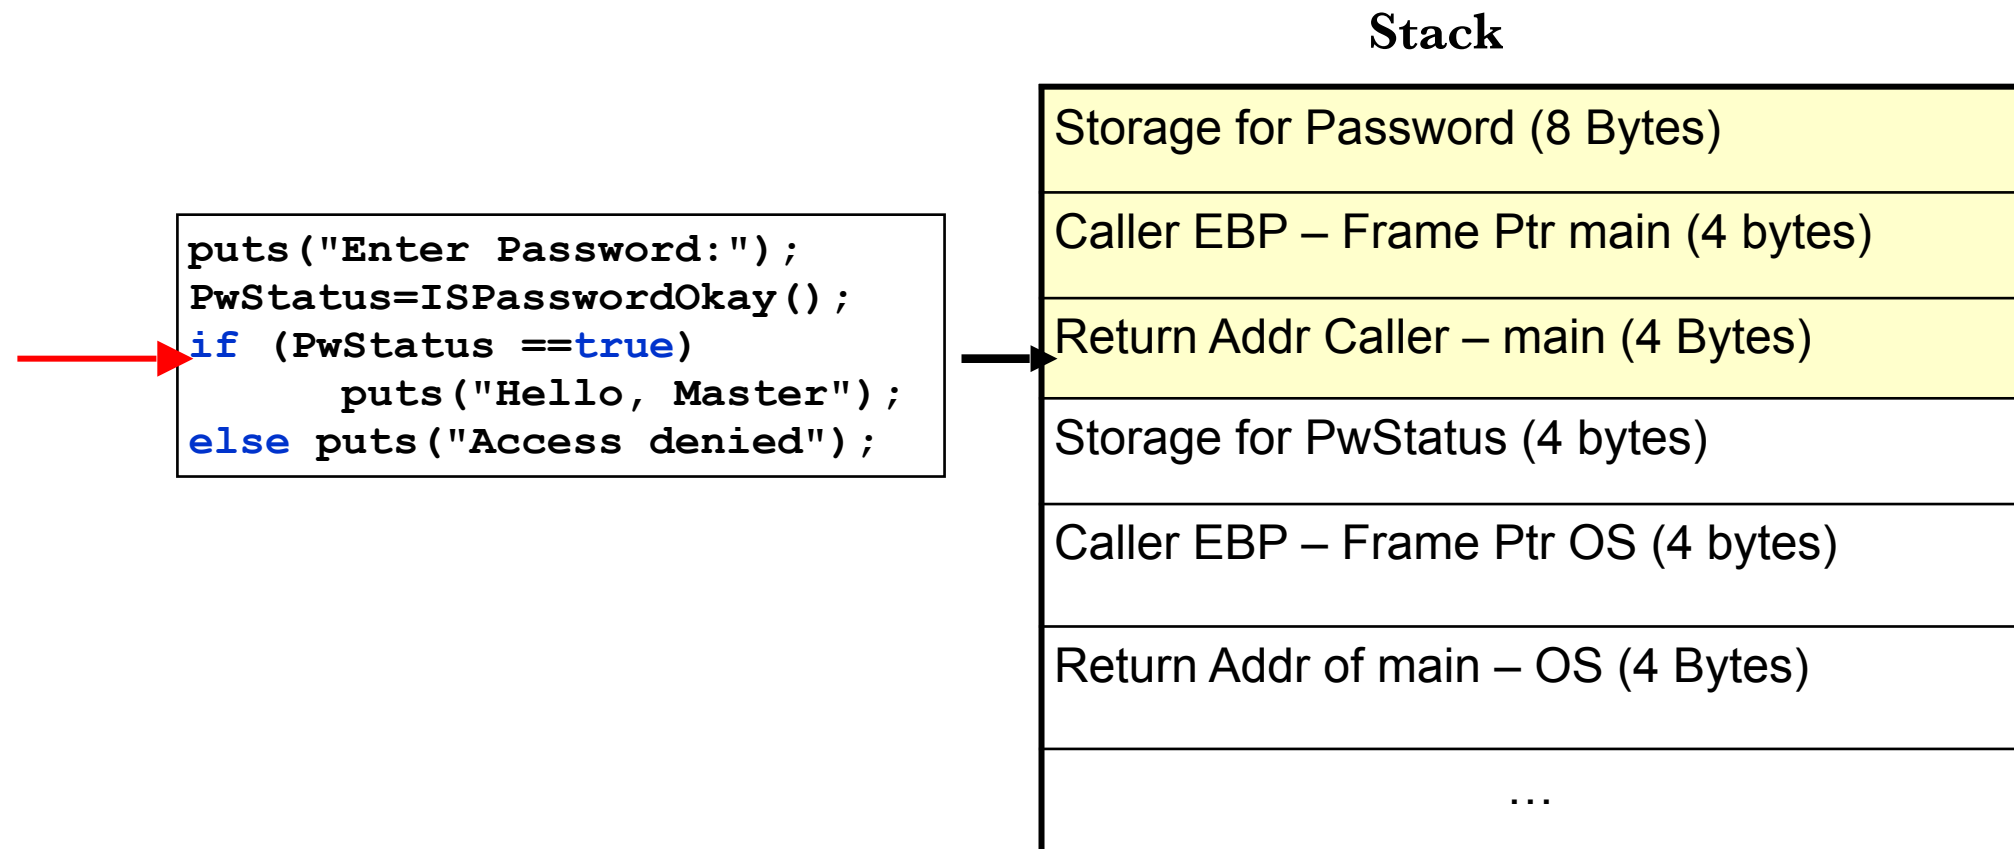 Stack
puts("Enter Password:");
PwStatus=ISPasswordOkay();
if (PwStatus ==true)
      puts("Hello, Master");
else puts("Access denied");
Storage for Password (8 Bytes)
Caller EBP – Frame Ptr main (4 bytes)
Return Addr Caller – main (4 Bytes)
Storage for PwStatus (4 bytes)
Caller EBP – Frame Ptr OS (4 bytes)
Return Addr of main – OS (4 Bytes)
…